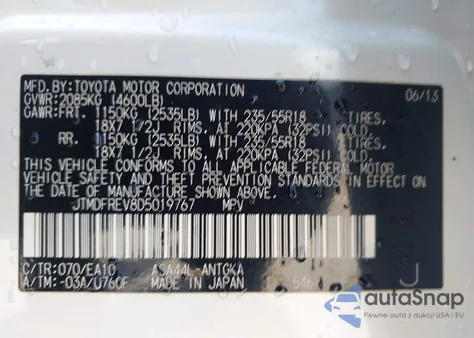 MFD.BY:TOYOTA MOTOR CORPORATION 06/13
GVWR:2085KG (4600LB)
GAWR:FRT. 1150KG (2535LB) WITH 235/55R18 TIRES,
18X7 1/2J RIMS, AT 220KPA (32PSI) COLD.
RR. 1150KG (2535LB) WITH 235/55R18 TIRES,
18X7 1/2J RIMS, AT 220KPA (32PSI) COLD.
THIS VEHICLE CONFORMS TO ALL APPLICABLE FEDERAL MOTOR
VEHICLE SAFETY AND
STANDARDS IN EFFECT ON THE DATE OF MANUFACTURE SHOWN ABOVE.
JTMDFREV8D5019767 MPV
C/TR:070/EA10 ASA44L-ANTGKA
A/TM:-03A/U760F MADE IN JAPAN 546
autoSnap
Pewne auta z USA i EU